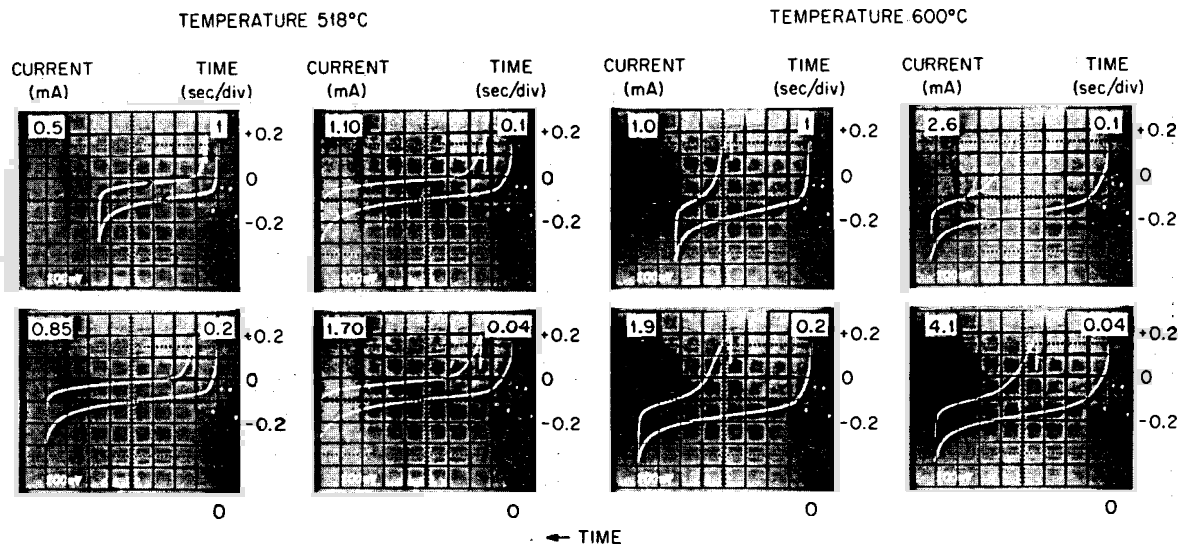 TEMPERATURE 518°C
TEMPERATURE 600°C
CURRENT (mA) TIME (sec/div)
CURRENT (mA) TIME (sec/div)
CURRENT (mA) TIME (sec/div)
CURRENT (mA) TIME (sec/div)
0.5 1 +0.2 0 -0.2
1.10 0.1 +0.2 0 -0.2
1.0 1 +0.2 0 -0.2
2.6 0.1 +0.2 0 -0.2
0.85 0.2 +0.2 0 -0.2
1.70 0.04 +0.2 0 -0.2
1.9 0.2 +0.2 0 -0.2
4.1 0.04 +0.2 0 -0.2
0 0 0 0
← TIME